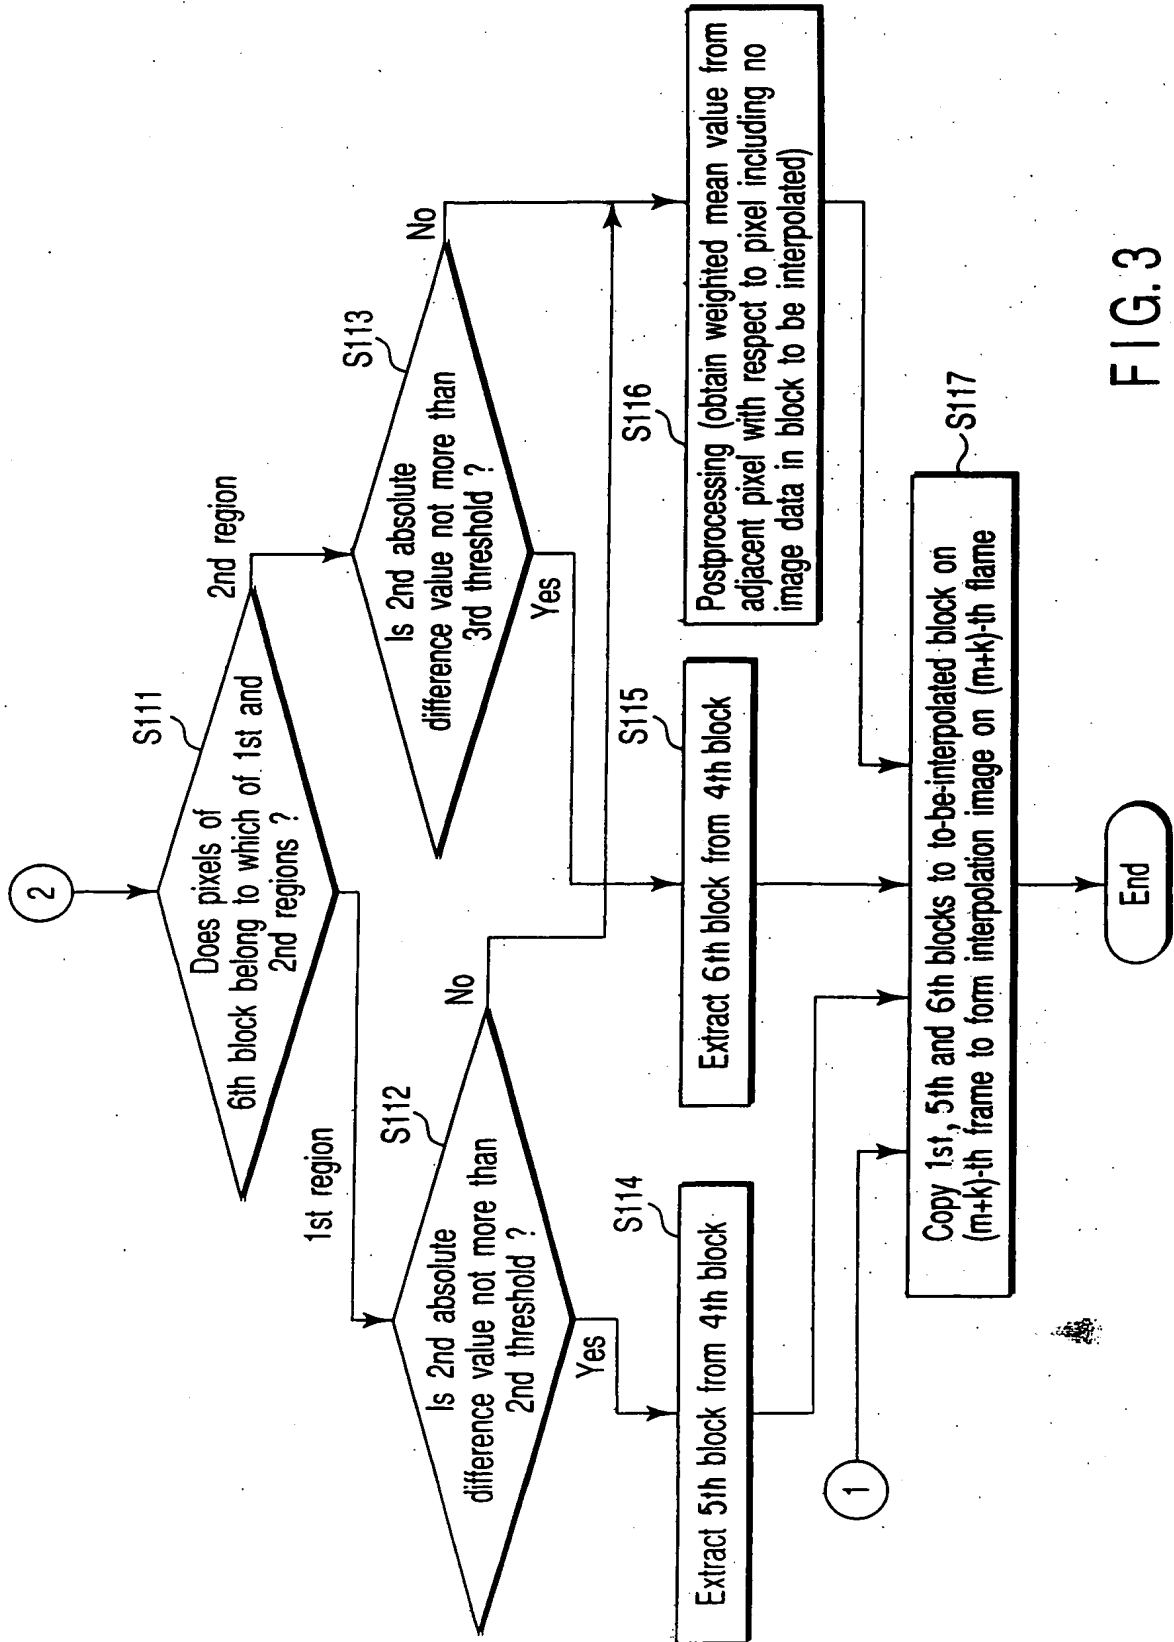 2
S111
Does pixels of
6th block belong to which of 1st and
2nd regions ?
1st region
2nd region
S112
Is 2nd absolute
difference value not more than
2nd threshold ?
No
Yes
S113
Is 2nd absolute
difference value not more than
3rd threshold ?
No
Yes
S114
Extract 5th block from 4th block
S115
Extract 6th block from 4th block
S116
Postprocessing (obtain weighted mean value from
adjacent pixel with respect to pixel including no
image data in block to be interpolated)
1
S117
Copy 1st, 5th and 6th blocks to to-be-interpolated block on
(m+k)-th frame to form interpolation image on (m+k)-th flame
End
FIG. 3